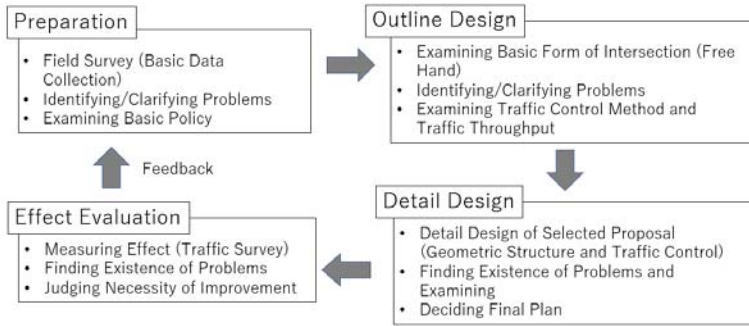 Preparation
• Field Survey (Basic Data
Collection)
• Identifying/Clarifying Problems
• Examining Basic Policy
Outline Design
• Examining Basic Form of Intersection (Free
Hand)
• Identifying/Clarifying Problems
• Examining Traffic Control Method and
Traffic Throughput
Feedback
Effect Evaluation
• Measuring Effect (Traffic Survey)
• Finding Existence of Problems
• Judging Necessity of Improvement
Detail Design
• Detail Design of Selected Proposal
(Geometric Structure and Traffic Control)
• Finding Existence of Problems and
Examining
• Deciding Final Plan